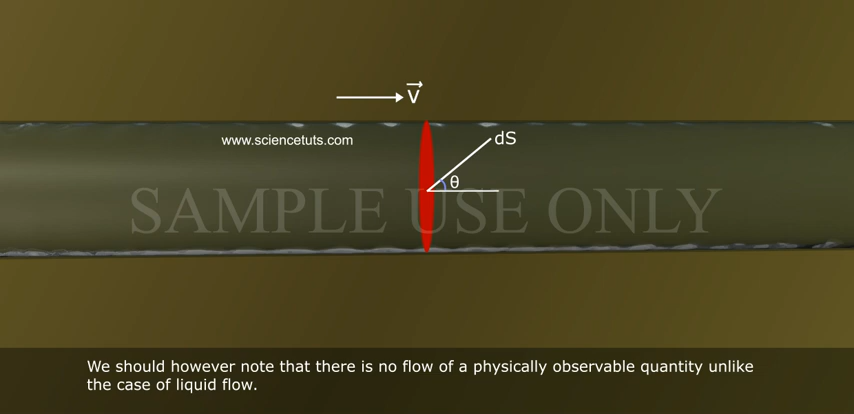 v
www.sciencetuts.com
dS
θ
SAMPLE USE ONLY
We should however note that there is no flow of a physically observable quantity unlike
the case of liquid flow.